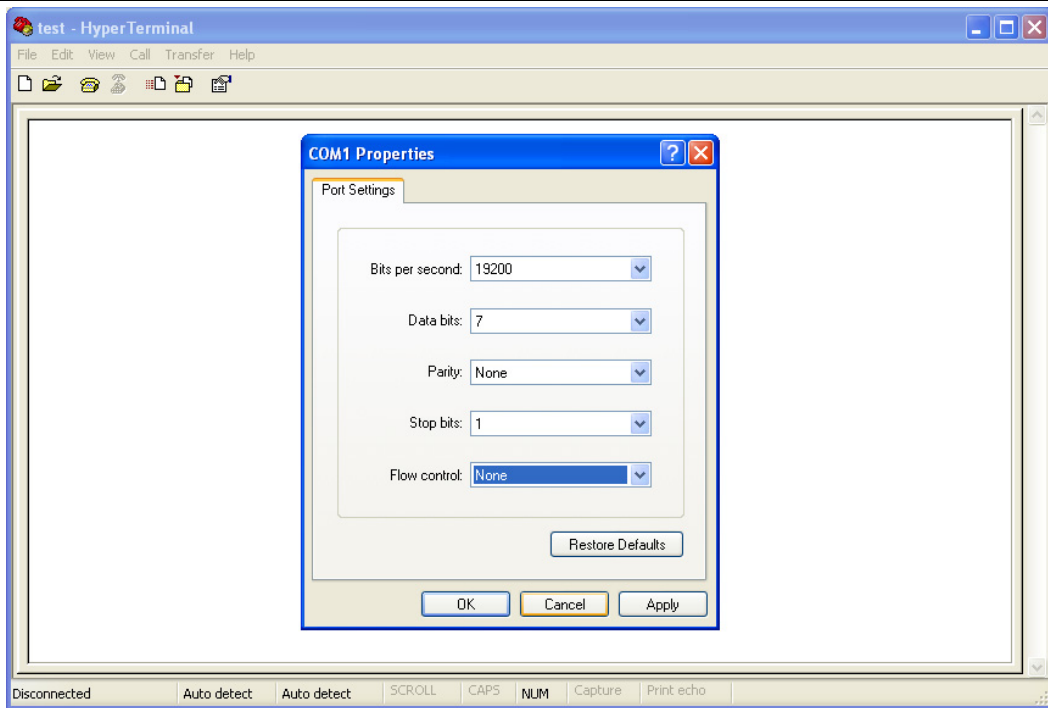 test - HyperTerminal
File Edit View Call Transfer Help
COM1 Properties
Port Settings
Bits per second: 19200
Data bits: 7
Parity: None
Stop bits: 1
Flow control: None
Restore Defaults
OK Cancel Apply
Disconnected Auto detect Auto detect SCROLL CAPS NUM Capture Print echo